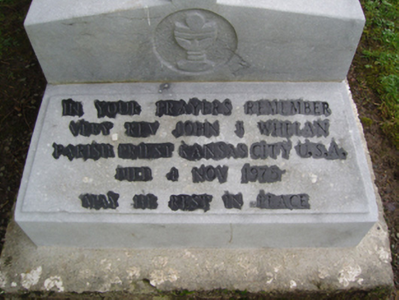 IN YOUR PRAYERS REMEMBER
VERY REV JOHN J WHELAN
PARISH PRIEST KANSAS CITY U.S.A.
DIED 4 NOV
MAY HE REST IN PEACE